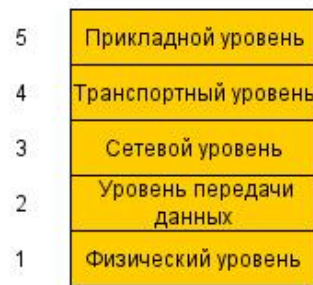 5 Прикладной уровень
4 Транспортный уровень
3 Сетевой уровень
2 Уровень передачи
данных
1 Физический уровень